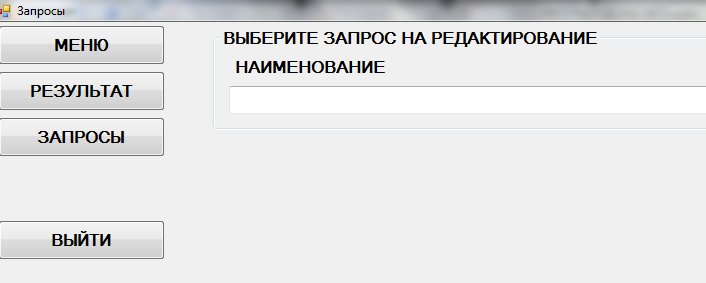 Запросы
МЕНЮ
РЕЗУЛЬТАТ
ЗАПРОСЫ
ВЫЙТИ
ВЫБЕРИТЕ ЗАПРОС НА РЕДАКТИРОВАНИЕ
НАИМЕНОВАНИЕ